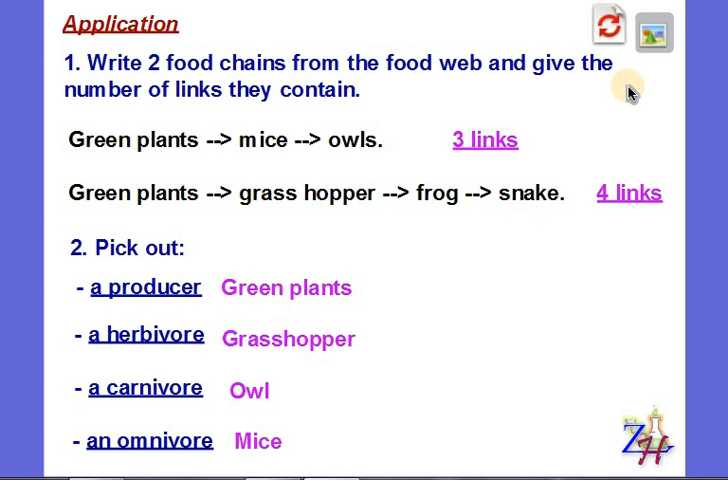 Application
1. Write 2 food chains from the food web and give the
number of links they contain.
Green plants --> mice --> owls. 3 links
Green plants --> grass hopper --> frog --> snake. 4 links
2. Pick out:
- a producer Green plants
- a herbivore Grasshopper
- a carnivore Owl
- an omnivore Mice
ZH